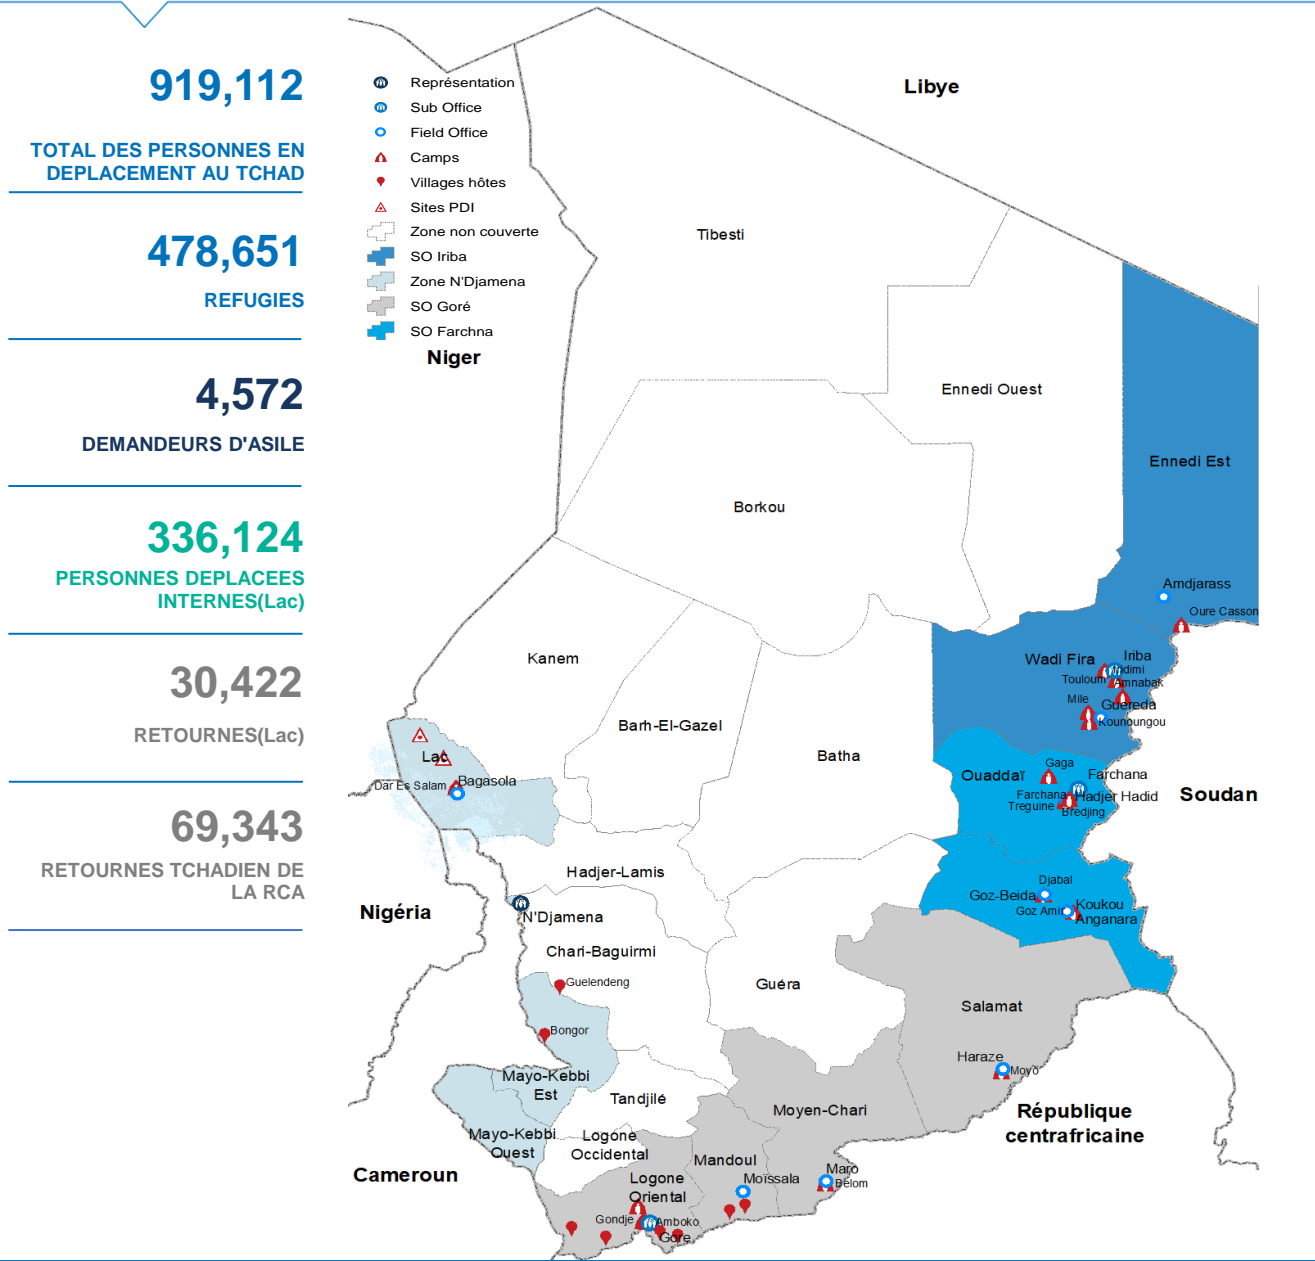 919,112
TOTAL DES PERSONNES EN
DEPLACEMENT AU TCHAD
478,651
REFUGIES
4,572
DEMANDEURS D'ASILE
336,124
PERSONNES DEPLACEES
INTERNES(Lac)
30,422
RETOURNES(Lac)
69,343
RETOURNES TCHADIEN DE
LA RCA
Représentation
Sub Office
Field Office
Camps
Villages hôtes
Sites PDI
Zone non couverte
SO Iriba
Zone N'Djamena
SO Goré
SO Farchna
Libye
Niger
Tibesti
Ennedi Ouest
Ennedi Est
Borkou
Amdjarass
Oure Casson
Kanem
Wadi Fira
Iriba
Touloum
Amnabak
Mile
Guereda
Kounoungou
Barh-El-Gazel
Batha
Lac
Dar Es Salam
Bagasola
Ouaddaï
Gaga
Farchana
Farchana
Hadjer Hadid
Treguine
Bredjing
Soudan
Hadjer-Lamis
Djabal
Goz-Beida
Goz Amir
Koukou
Anganara
Nigéria
N'Djamena
Chari-Baguirmi
Guelendeng
Guéra
Salamat
Bongor
Haraze
Moyo
Mayo-Kebbi
Est
Tandjilé
Moyen-Chari
République
centrafricaine
Mayo-Kebbi
Ouest
Logone
Occidental
Mandoul
Cameroun
Logone
Oriental
Moïssala
Maro
Belom
Gondje
Amboko
Gore